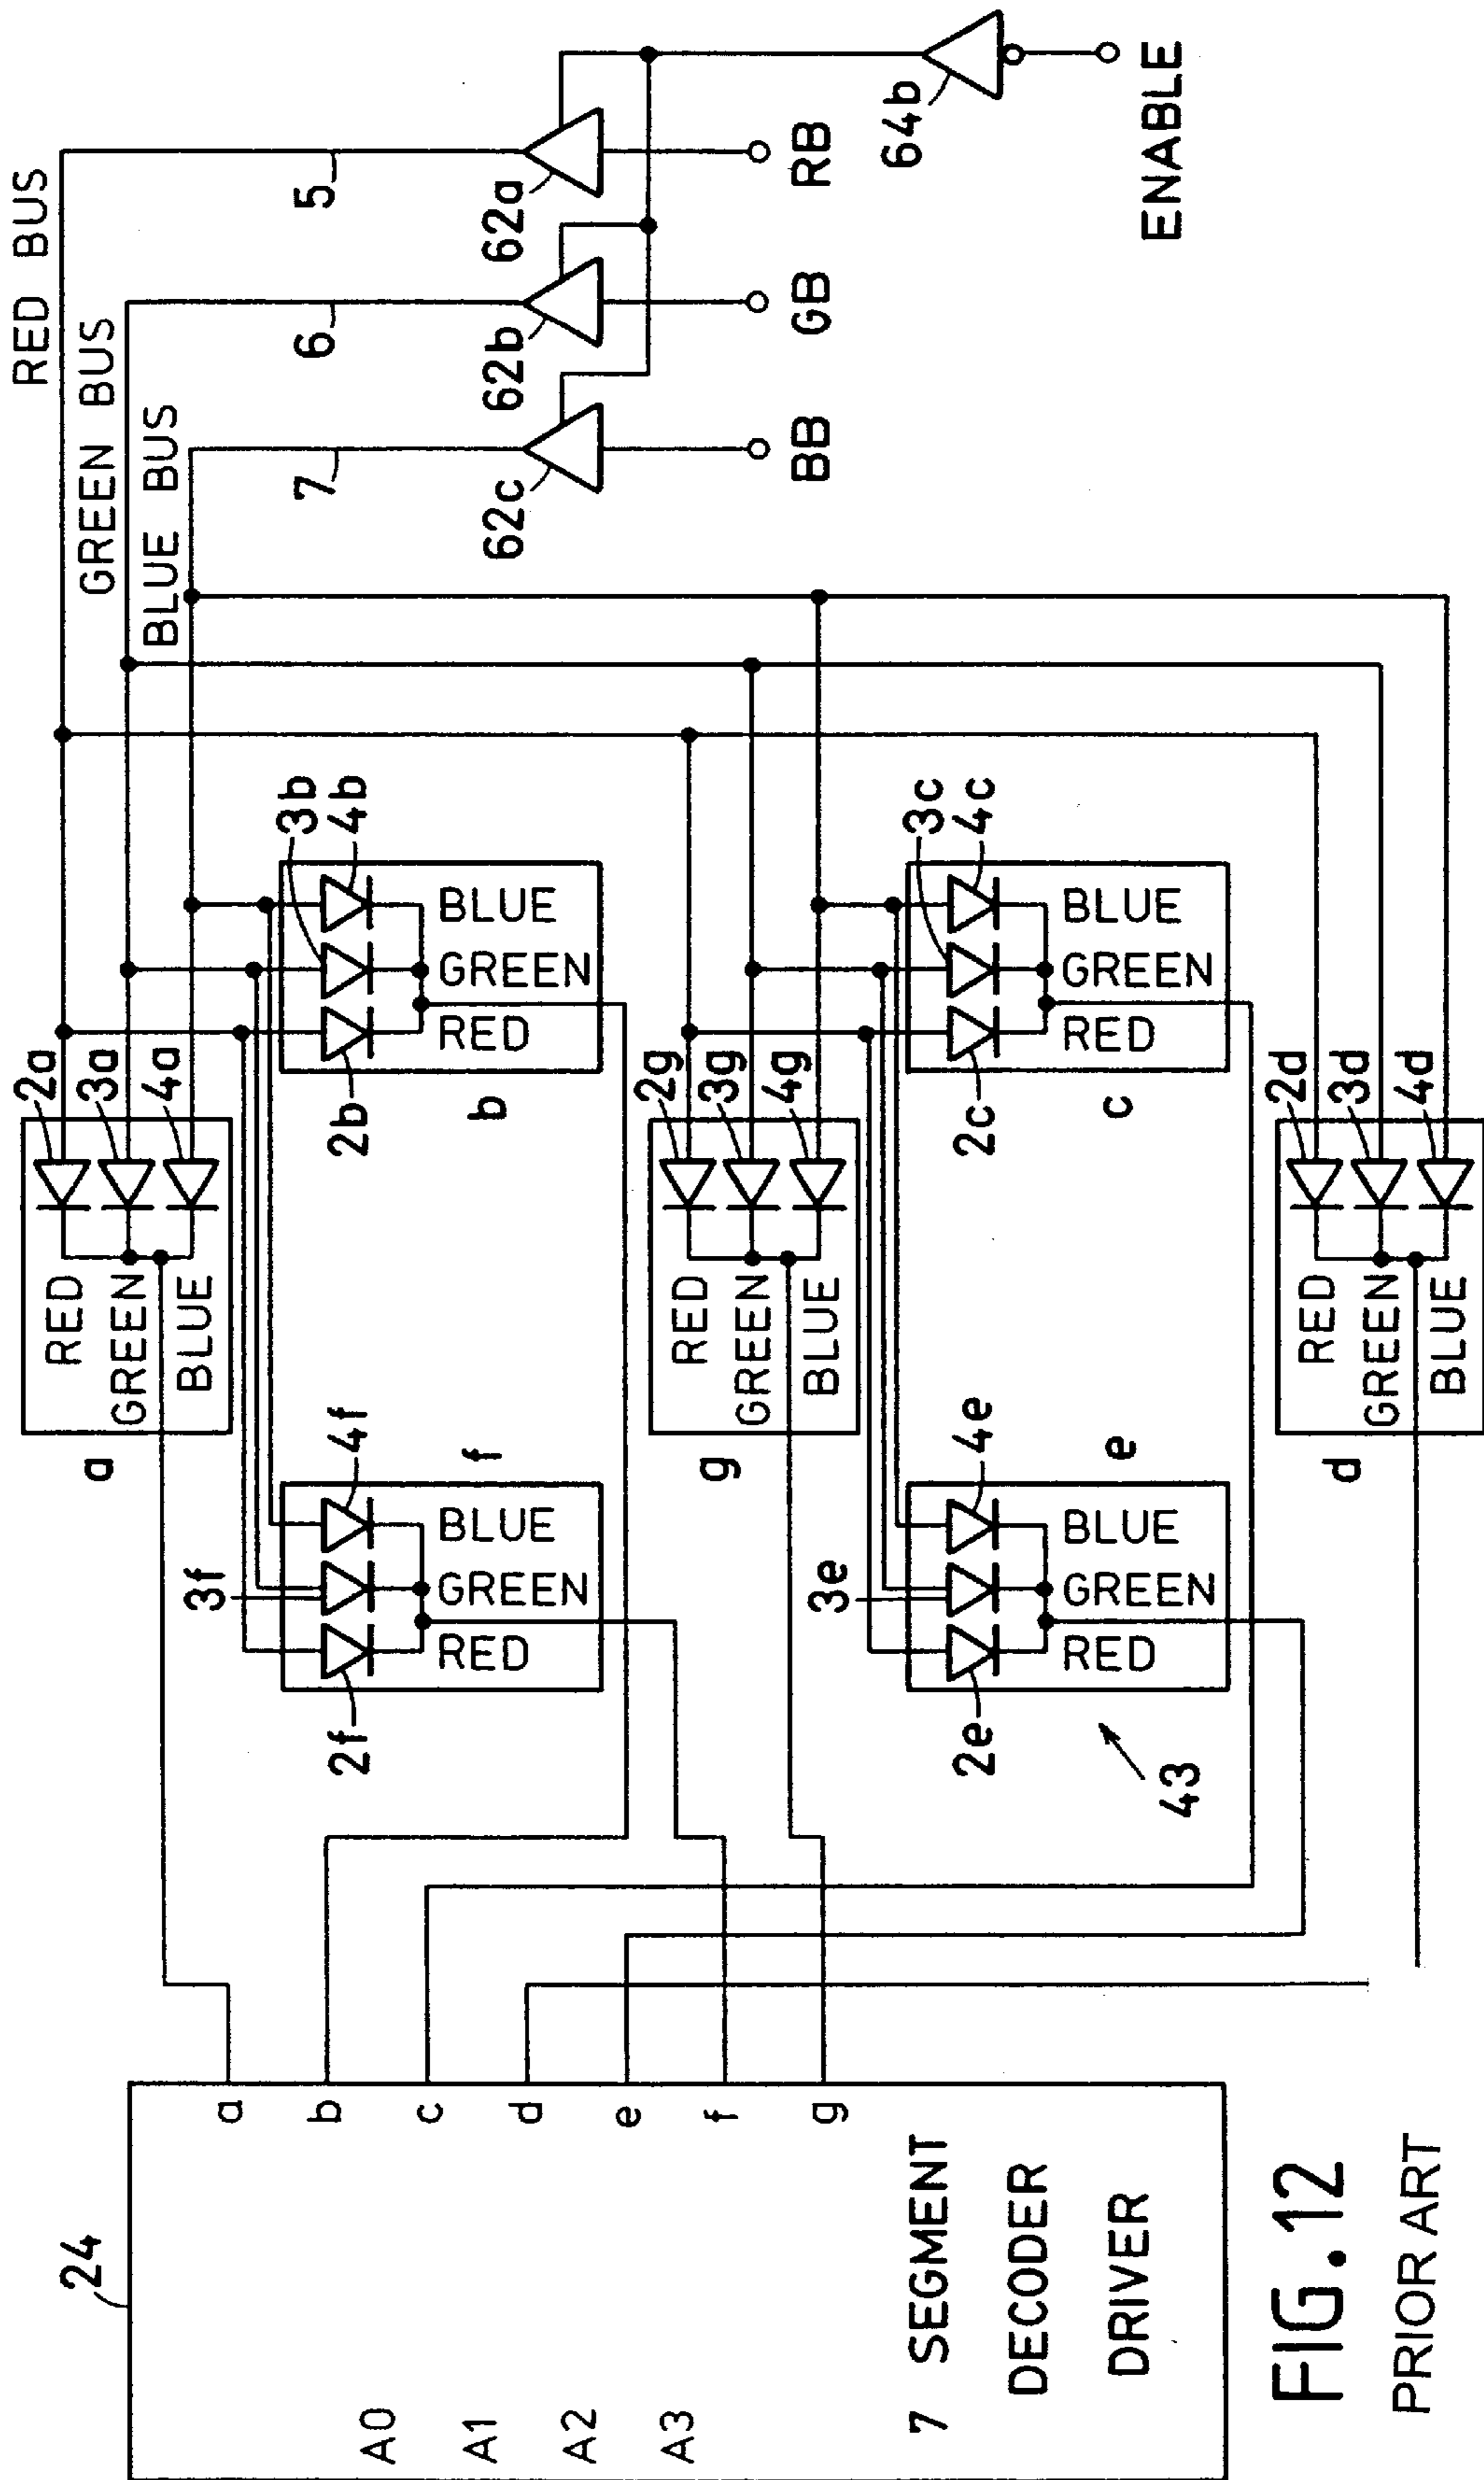 24
A0
A1
A2
A3
7 SEGMENT
DECODER
DRIVER
a
b
c
d
e
f
g
a
RED
GREEN
BLUE
2a
3a
4a
f
2f
3f
4f
RED
GREEN
BLUE
b
2b
3b
4b
RED
GREEN
BLUE
g
RED
GREEN
BLUE
2g
3g
4g
e
2e
3e
4e
RED
GREEN
BLUE
c
2c
3c
4c
RED
GREEN
BLUE
43
d
RED
GREEN
BLUE
2d
3d
4d
RED BUS
GREEN BUS
BLUE BUS
7
6
5
62c
62b
62a
BB
GB
RB
64b
ENABLE
FIG.12
PRIOR ART